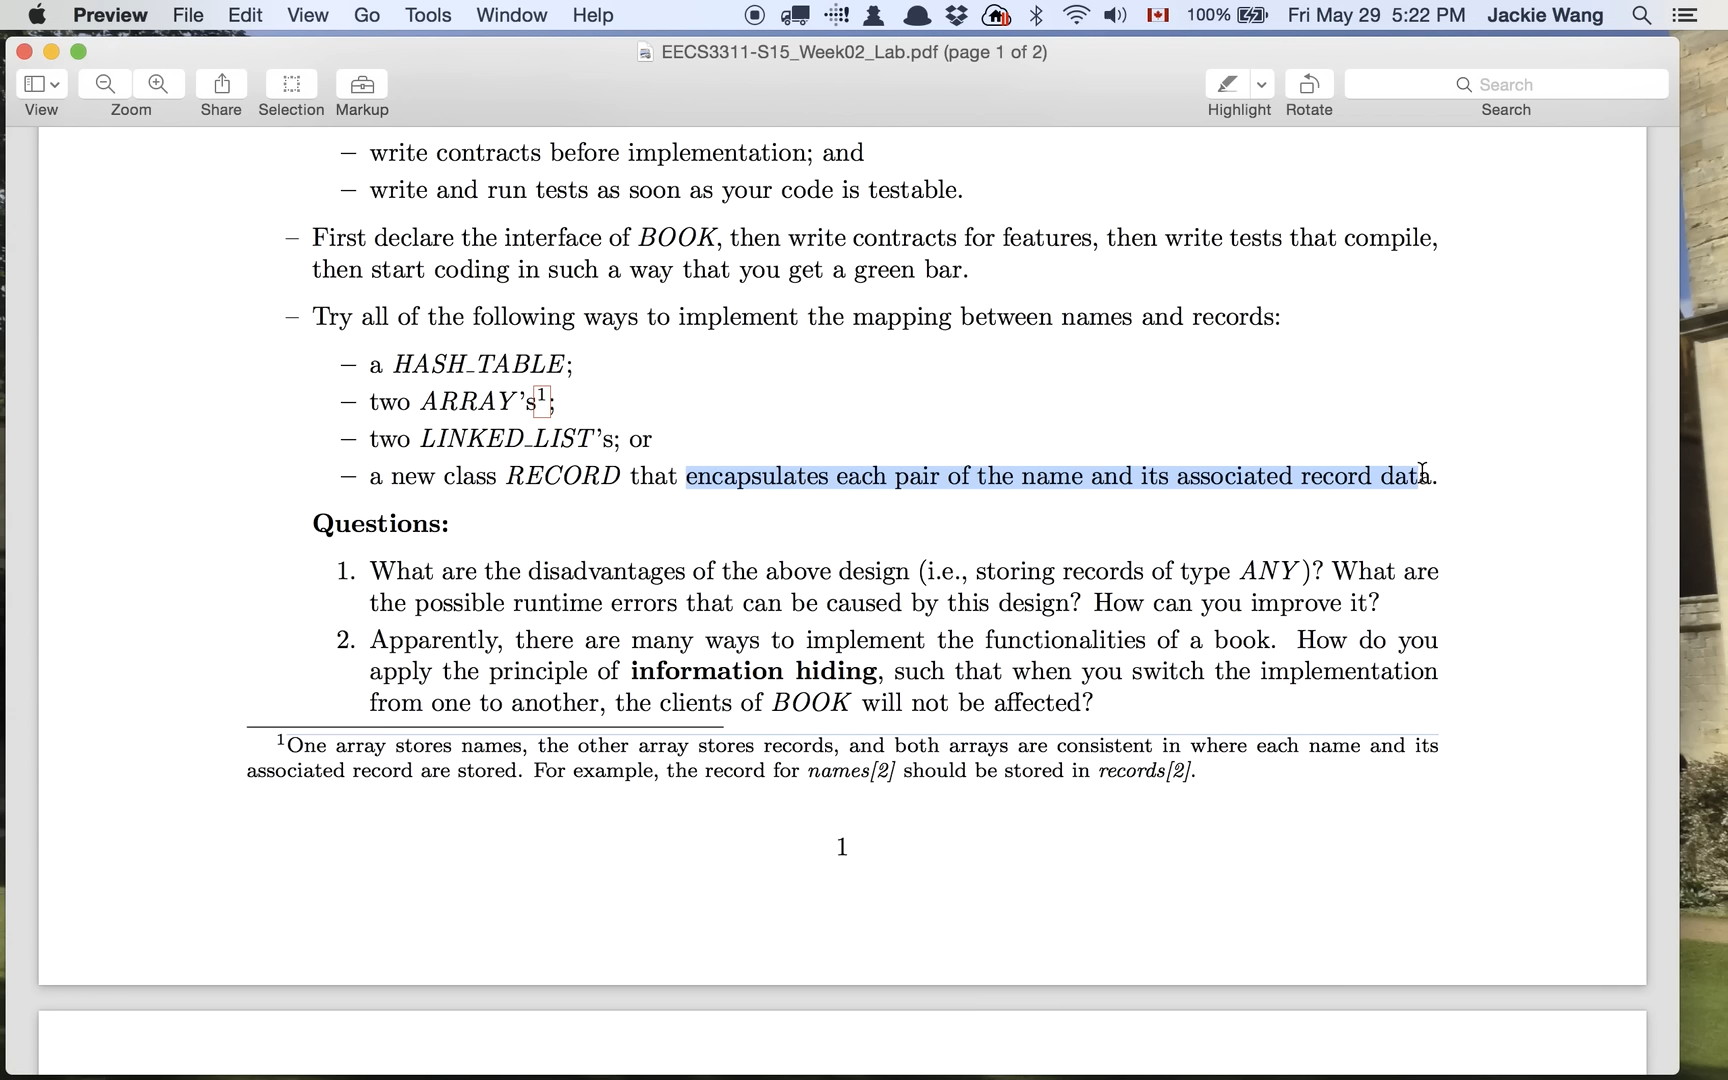 Preview File Edit View Go Tools Window Help 100% Fri May 29 5:22 PM Jackie Wang
EECS3311-S15_Week02_Lab.pdf (page 1 of 2)
Search
View Zoom Share Selection Markup Highlight Rotate Search
– write contracts before implementation; and
– write and run tests as soon as your code is testable.
– First declare the interface of BOOK, then write contracts for features, then write tests that compile,
then start coding in such a way that you get a green bar.
– Try all of the following ways to implement the mapping between names and records:
– a HASH_TABLE;
– two ARRAY's¹;
– two LINKED_LIST's; or
– a new class RECORD that encapsulates each pair of the name and its associated record data.
Questions:
1. What are the disadvantages of the above design (i.e., storing records of type ANY)? What are
the possible runtime errors that can be caused by this design? How can you improve it?
2. Apparently, there are many ways to implement the functionalities of a book. How do you
apply the principle of information hiding, such that when you switch the implementation
from one to another, the clients of BOOK will not be affected?
¹One array stores names, the other array stores records, and both arrays are consistent in where each name and its
associated record are stored. For example, the record for names[2] should be stored in records[2].
1